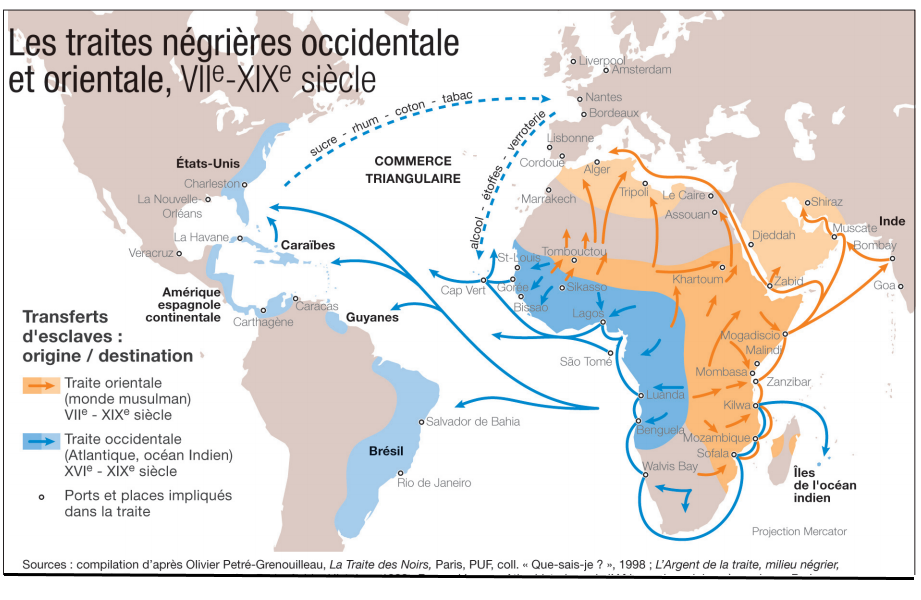 Les traites négrières occidentale
et orientale, VIIe-XIXe siècle
Liverpool
Amsterdam
Nantes
Bordeaux
sucre - rhum - coton - tabac
alcool - étoffes - verroterie
COMMERCE
TRIANGULAIRE
Lisbonne
Cordoue
Alger
Tripoli
Marrakech
Le Caire
Assouan
Shiraz
Djeddah
Muscate
Inde
Bombay
Goa
États-Unis
Charleston
La Nouvelle-
Orléans
La Havane
Veracruz
Caraïbes
Amérique
espagnole
continentale
Caracas
Carthagène
Guyanes
St-Louis
Tombouctou
Cap Vert
Gorée
Sikasso
Bissao
Lagos
Khartoum
Zabid
São Tomé
Mogadiscio
Malindi
Mombasa
Zanzibar
Luanda
Kilwa
Benguela
Mozambique
Sofala
Walvis Bay
Salvador de Bahia
Brésil
Rio de Janeiro
Îles
de l'océan
indien
Transferts
d'esclaves :
origine / destination
Traite orientale
(monde musulman)
VIIe - XIXe siècle
Traite occidentale
(Atlantique, océan Indien)
XVIe - XIXe siècle
Ports et places impliqués
dans la traite
Projection Mercator
Sources : compilation d'après Olivier Petré-Grenouilleau, La Traite des Noirs, Paris, PUF, coll. « Que-sais-je ? », 1998 ; L'Argent de la traite, milieu négrier,